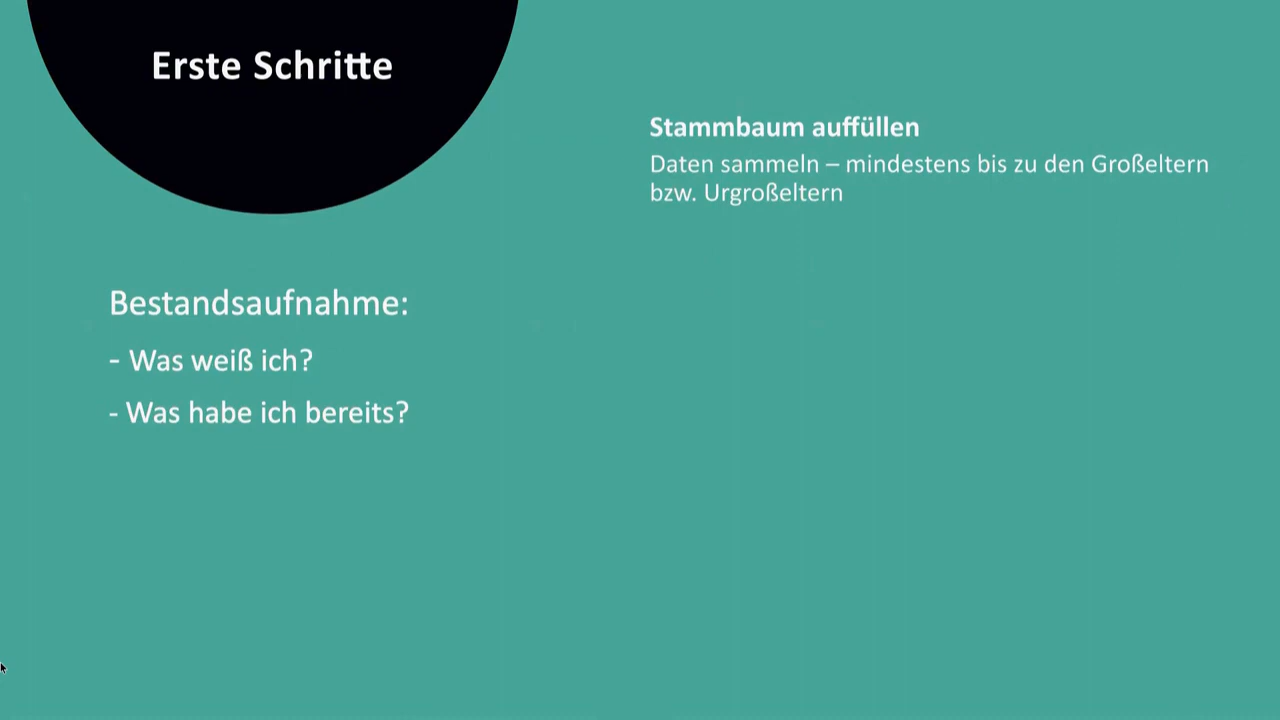 Erste Schritte
Bestandsaufnahme:
- Was weiß ich?
- Was habe ich bereits?
Stammbaum auffüllen
Daten sammeln – mindestens bis zu den Großeltern
bzw. Urgroßeltern